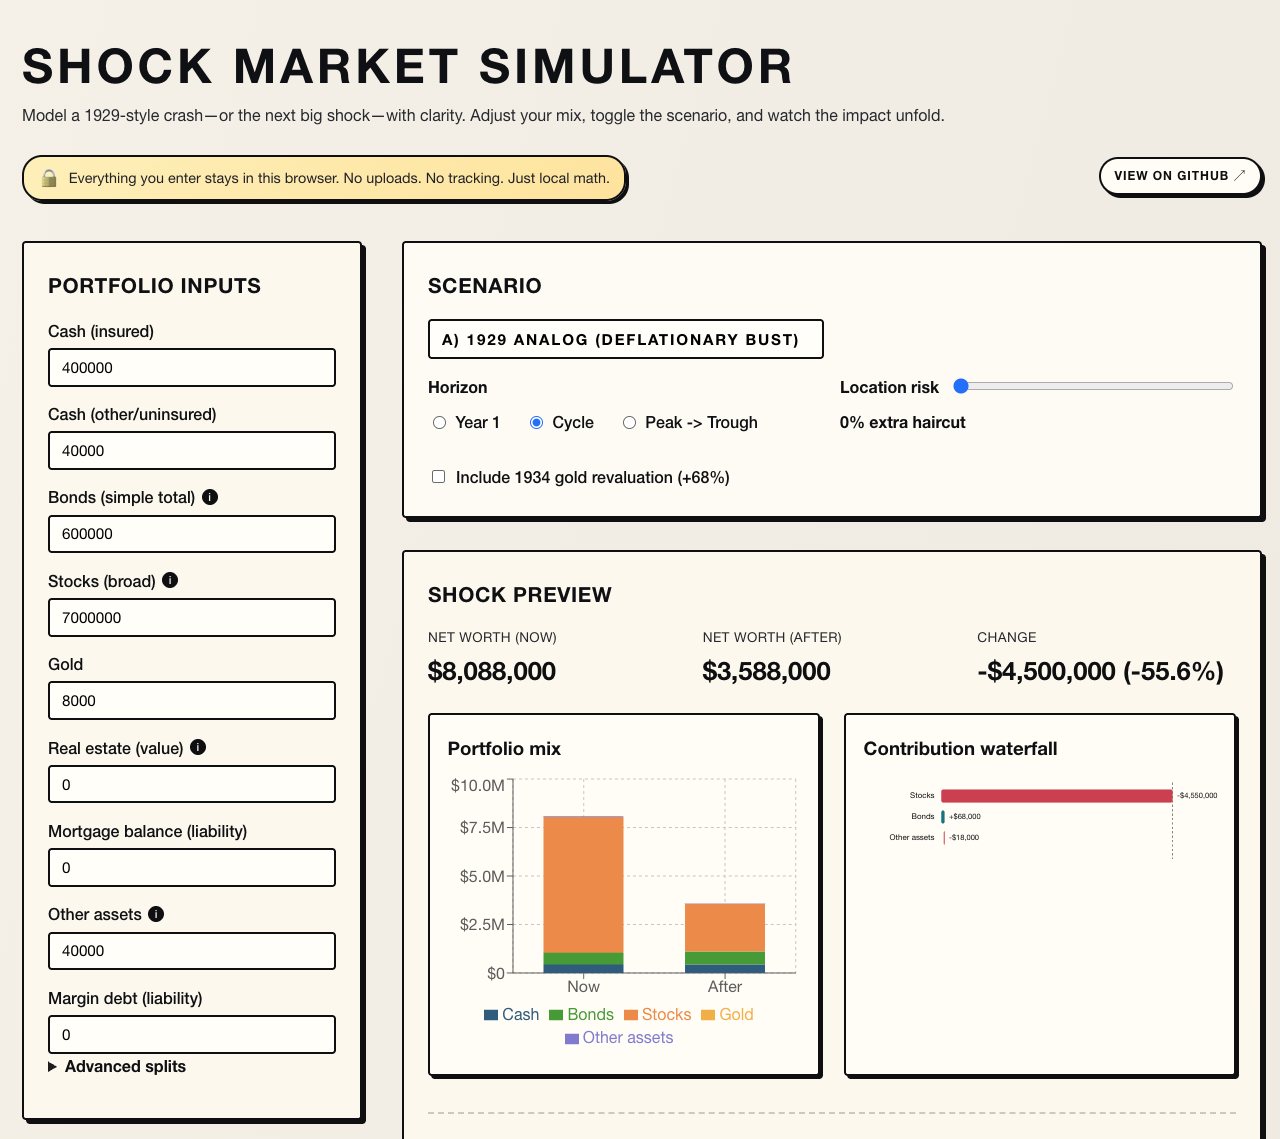 SHOCK MARKET SIMULATOR
Model a 1929-style crash—or the next big shock—with clarity. Adjust your mix, toggle the scenario, and watch the impact unfold.
🔒 Everything you enter stays in this browser. No uploads. No tracking. Just local math.
VIEW ON GITHUB ↗
PORTFOLIO INPUTS
Cash (insured)
400000
Cash (other/uninsured)
40000
Bonds (simple total) i
600000
Stocks (broad) i
7000000
Gold
8000
Real estate (value) i
0
Mortgage balance (liability)
0
Other assets i
40000
Margin debt (liability)
0
▶ Advanced splits
SCENARIO
A) 1929 ANALOG (DEFLATIONARY BUST)
Horizon
Year 1 Cycle Peak -> Trough
Location risk
0% extra haircut
Include 1934 gold revaluation (+68%)
SHOCK PREVIEW
NET WORTH (NOW)
$8,088,000
NET WORTH (AFTER)
$3,588,000
CHANGE
-$4,500,000 (-55.6%)
Portfolio mix
$10.0M
$7.5M
$5.0M
$2.5M
$0
Now After
Cash Bonds Stocks Gold
Other assets
Contribution waterfall
Stocks -$4,550,000
Bonds +$68,000
Other assets -$18,000